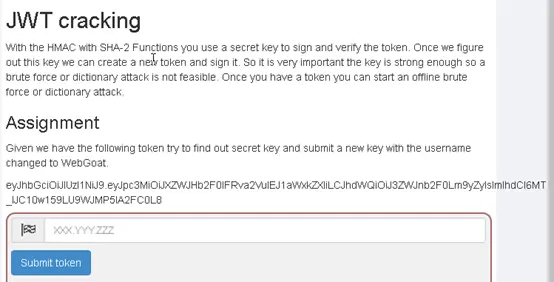 JWT cracking
With the HMAC with SHA-2 Functions you use a secret key to sign and verify the token. Once we figure
out this key we can create a new token and sign it. So it is very important the key is strong enough so a
brute force or dictionary attack is not feasible. Once you have a token you can start an offline brute
force or dictionary attack.
Assignment
Given we have the following token try to find out secret key and submit a new key with the username
changed to WebGoat.
eyJhbGciOiJIUzI1NiJ9.eyJpc3MiOiJXZWJHb2F0IFRva2VuIEJ1aWxkZXIiLCJhdWQiOiJ3ZWJnb2F0Lm9yZyIsImlhdCI6MT
_IJC10w159LU9WJMP5IA2FC0L8
XXX.YYY.ZZZ
Submit token